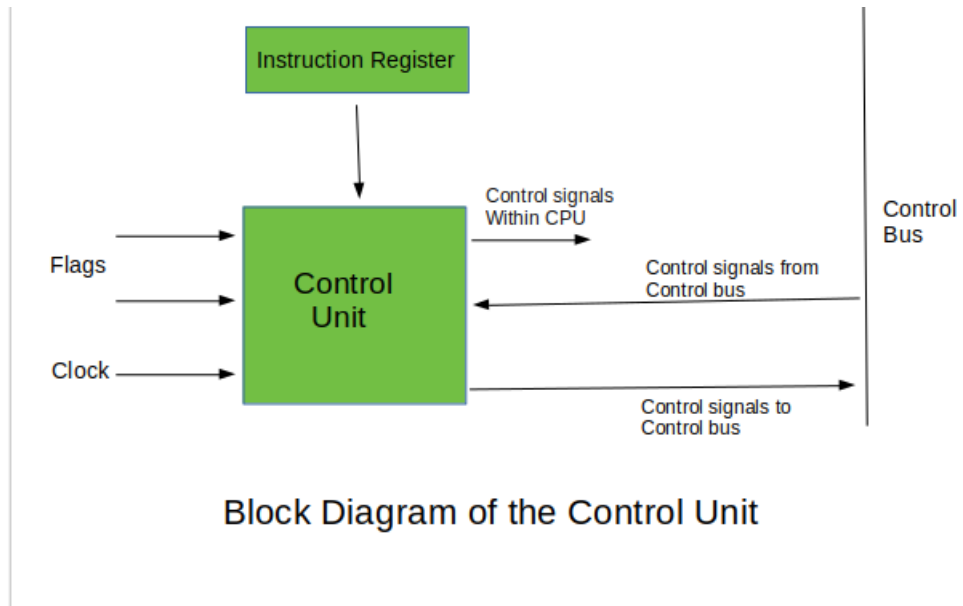 Instruction Register
Control signals
Within CPU
Control
Bus
Flags
Control
Unit
Control signals from
Control bus
Clock
Control signals to
Control bus
Block Diagram of the Control Unit